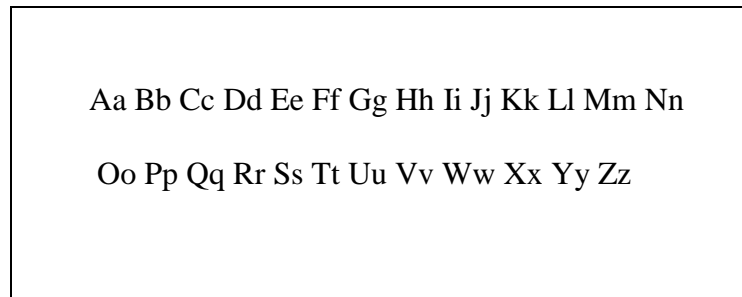 Aa Bb Cc Dd Ee Ff Gg Hh Ii Jj Kk Ll Mm Nn
Oo Pp Qq Rr Ss Tt Uu Vv Ww Xx Yy Zz